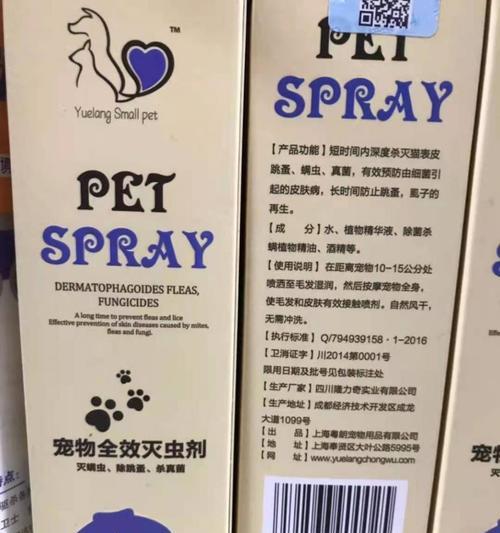 TM
Yuelang Small pet
PET
SPRAY
DERMATOPHAGOIDES FLEAS,
FUNGICIDES
A long time to prevent fleas and lice
Effective prevention of skin diseases caused by mites,
fleas and fungi.
宠物全效灭虫剂
灭螨虫、除跳蚤、杀真菌
PET
SPRAY
【产品功能】短时间内深度杀灭猫表皮
跳蚤、螨虫、真菌，有效预防由细菌引
起的皮肤病，长时间防止跳蚤，虱子的
再生。
【成 分】水、植物精华液、除菌杀
螨植物精油、酒精等。
【使用说明】在距离宠物10-15公分处
喷洒至毛发湿润，然后按摩宠物全身，
使毛发和皮肤有效接触喷剂。自然风干，
无需冲洗。
【执行标准】Q/794939158·1-2016
【卫消证字】川2014第0001号
限用日期及批号见包装标注处
【生产厂家】四川隆力奇实业有限公司
【生产地址】成都经济技术开发区成龙
大道1099号
【出 品】上海粤朗宠物用品有限公司
【地 址】上海奉贤区大叶公路5995号
【网 址】www.yuelangchongwu.com
P
S
DERM
宠物
灭